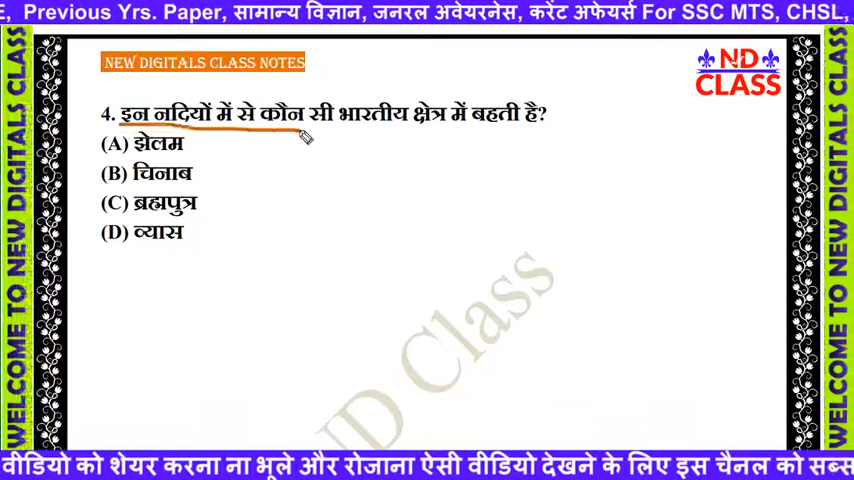 E, Previous Yrs. Paper, सामान्य विज्ञान, जनरल अवेयरनेस, करेंट अफेयर्स For SSC MTS, CHSL,
NEW DIGITALS CLASS NOTES
ND
CLASS
4. इन नदियों में से कौन सी भारतीय क्षेत्र में बहती है?
(A) झेलम
(B) चिनाब
(C) ब्रह्मपुत्र
(D) व्यास
ND Class
WELCOME TO NEW DIGITALS CLASS
WELCOME TO NEW DIGITALS CLASS
वीडियो को शेयर करना ना भूले और रोजाना ऐसी वीडियो देखने के लिए इस चैनल को सब्स